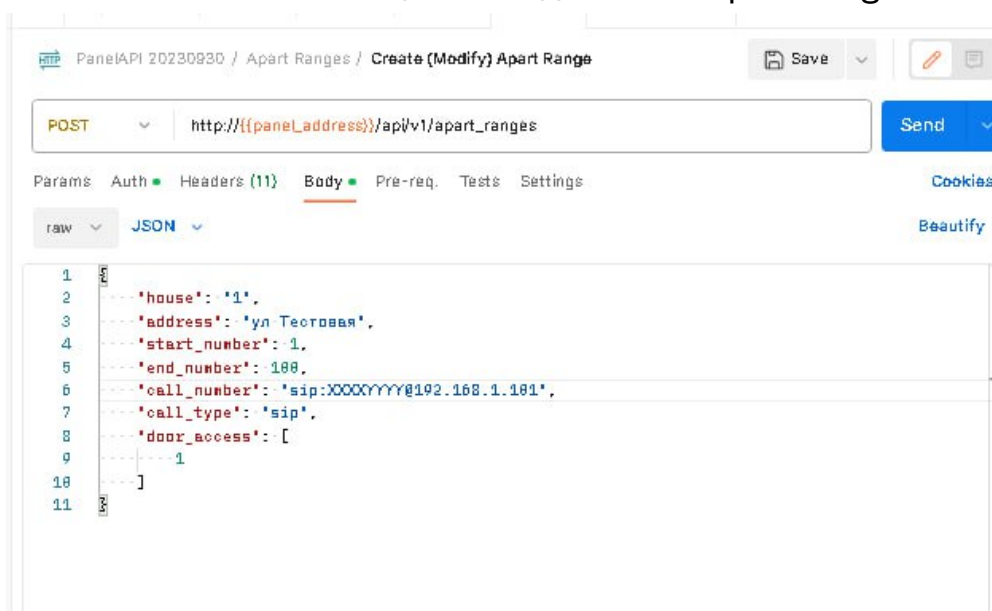 HTTP PanelAPI 20230930 / Apart Ranges / Create (Modify) Apart Range Save
POST http://{{panel_address}}/api/v1/apart_ranges Send
Params Auth Headers (11) Body Pre-req. Tests Settings Cookies
raw JSON Beautify
1 {
2 "house": "1",
3 "address": "ул Тестовая",
4 "start_number": 1,
5 "end_number": 100,
6 "call_number": "sip:XXXXYYYY@192.168.1.101",
7 "call_type": "sip",
8 "door_access": [
9 1
10 ]
11 }